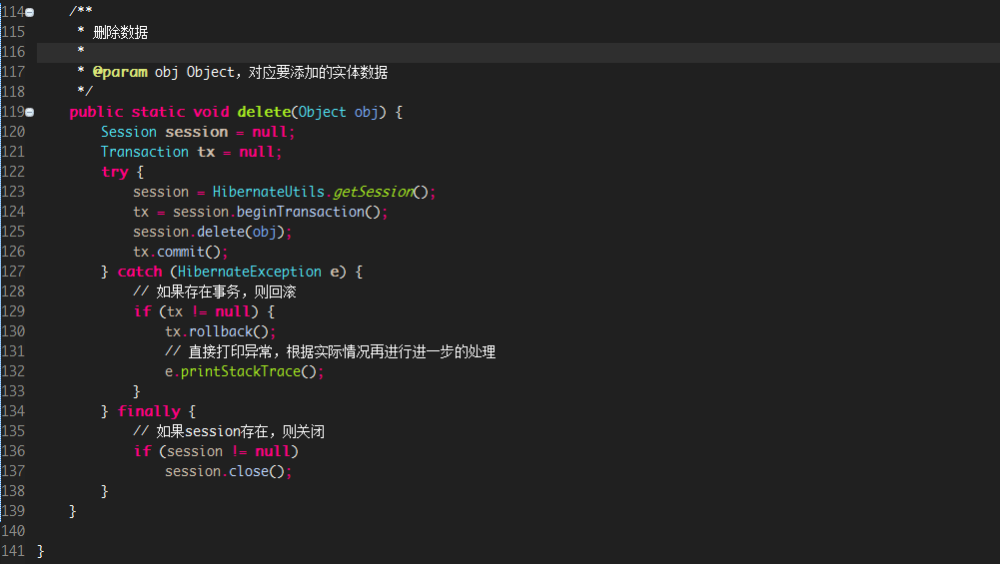 114 /**
115  * 删除数据
116  *
117  * @param obj Object，对应要添加的实体数据
118  */
119 public static void delete(Object obj) {
120     Session session = null;
121     Transaction tx = null;
122     try {
123         session = HibernateUtils.getSession();
124         tx = session.beginTransaction();
125         session.delete(obj);
126         tx.commit();
127     } catch (HibernateException e) {
128         // 如果存在事务，则回滚
129         if (tx != null) {
130             tx.rollback();
131             // 直接打印异常，根据实际情况再进行进一步的处理
132             e.printStackTrace();
133         }
134     } finally {
135         // 如果session存在，则关闭
136         if (session != null)
137             session.close();
138     }
139 }
140
141 }